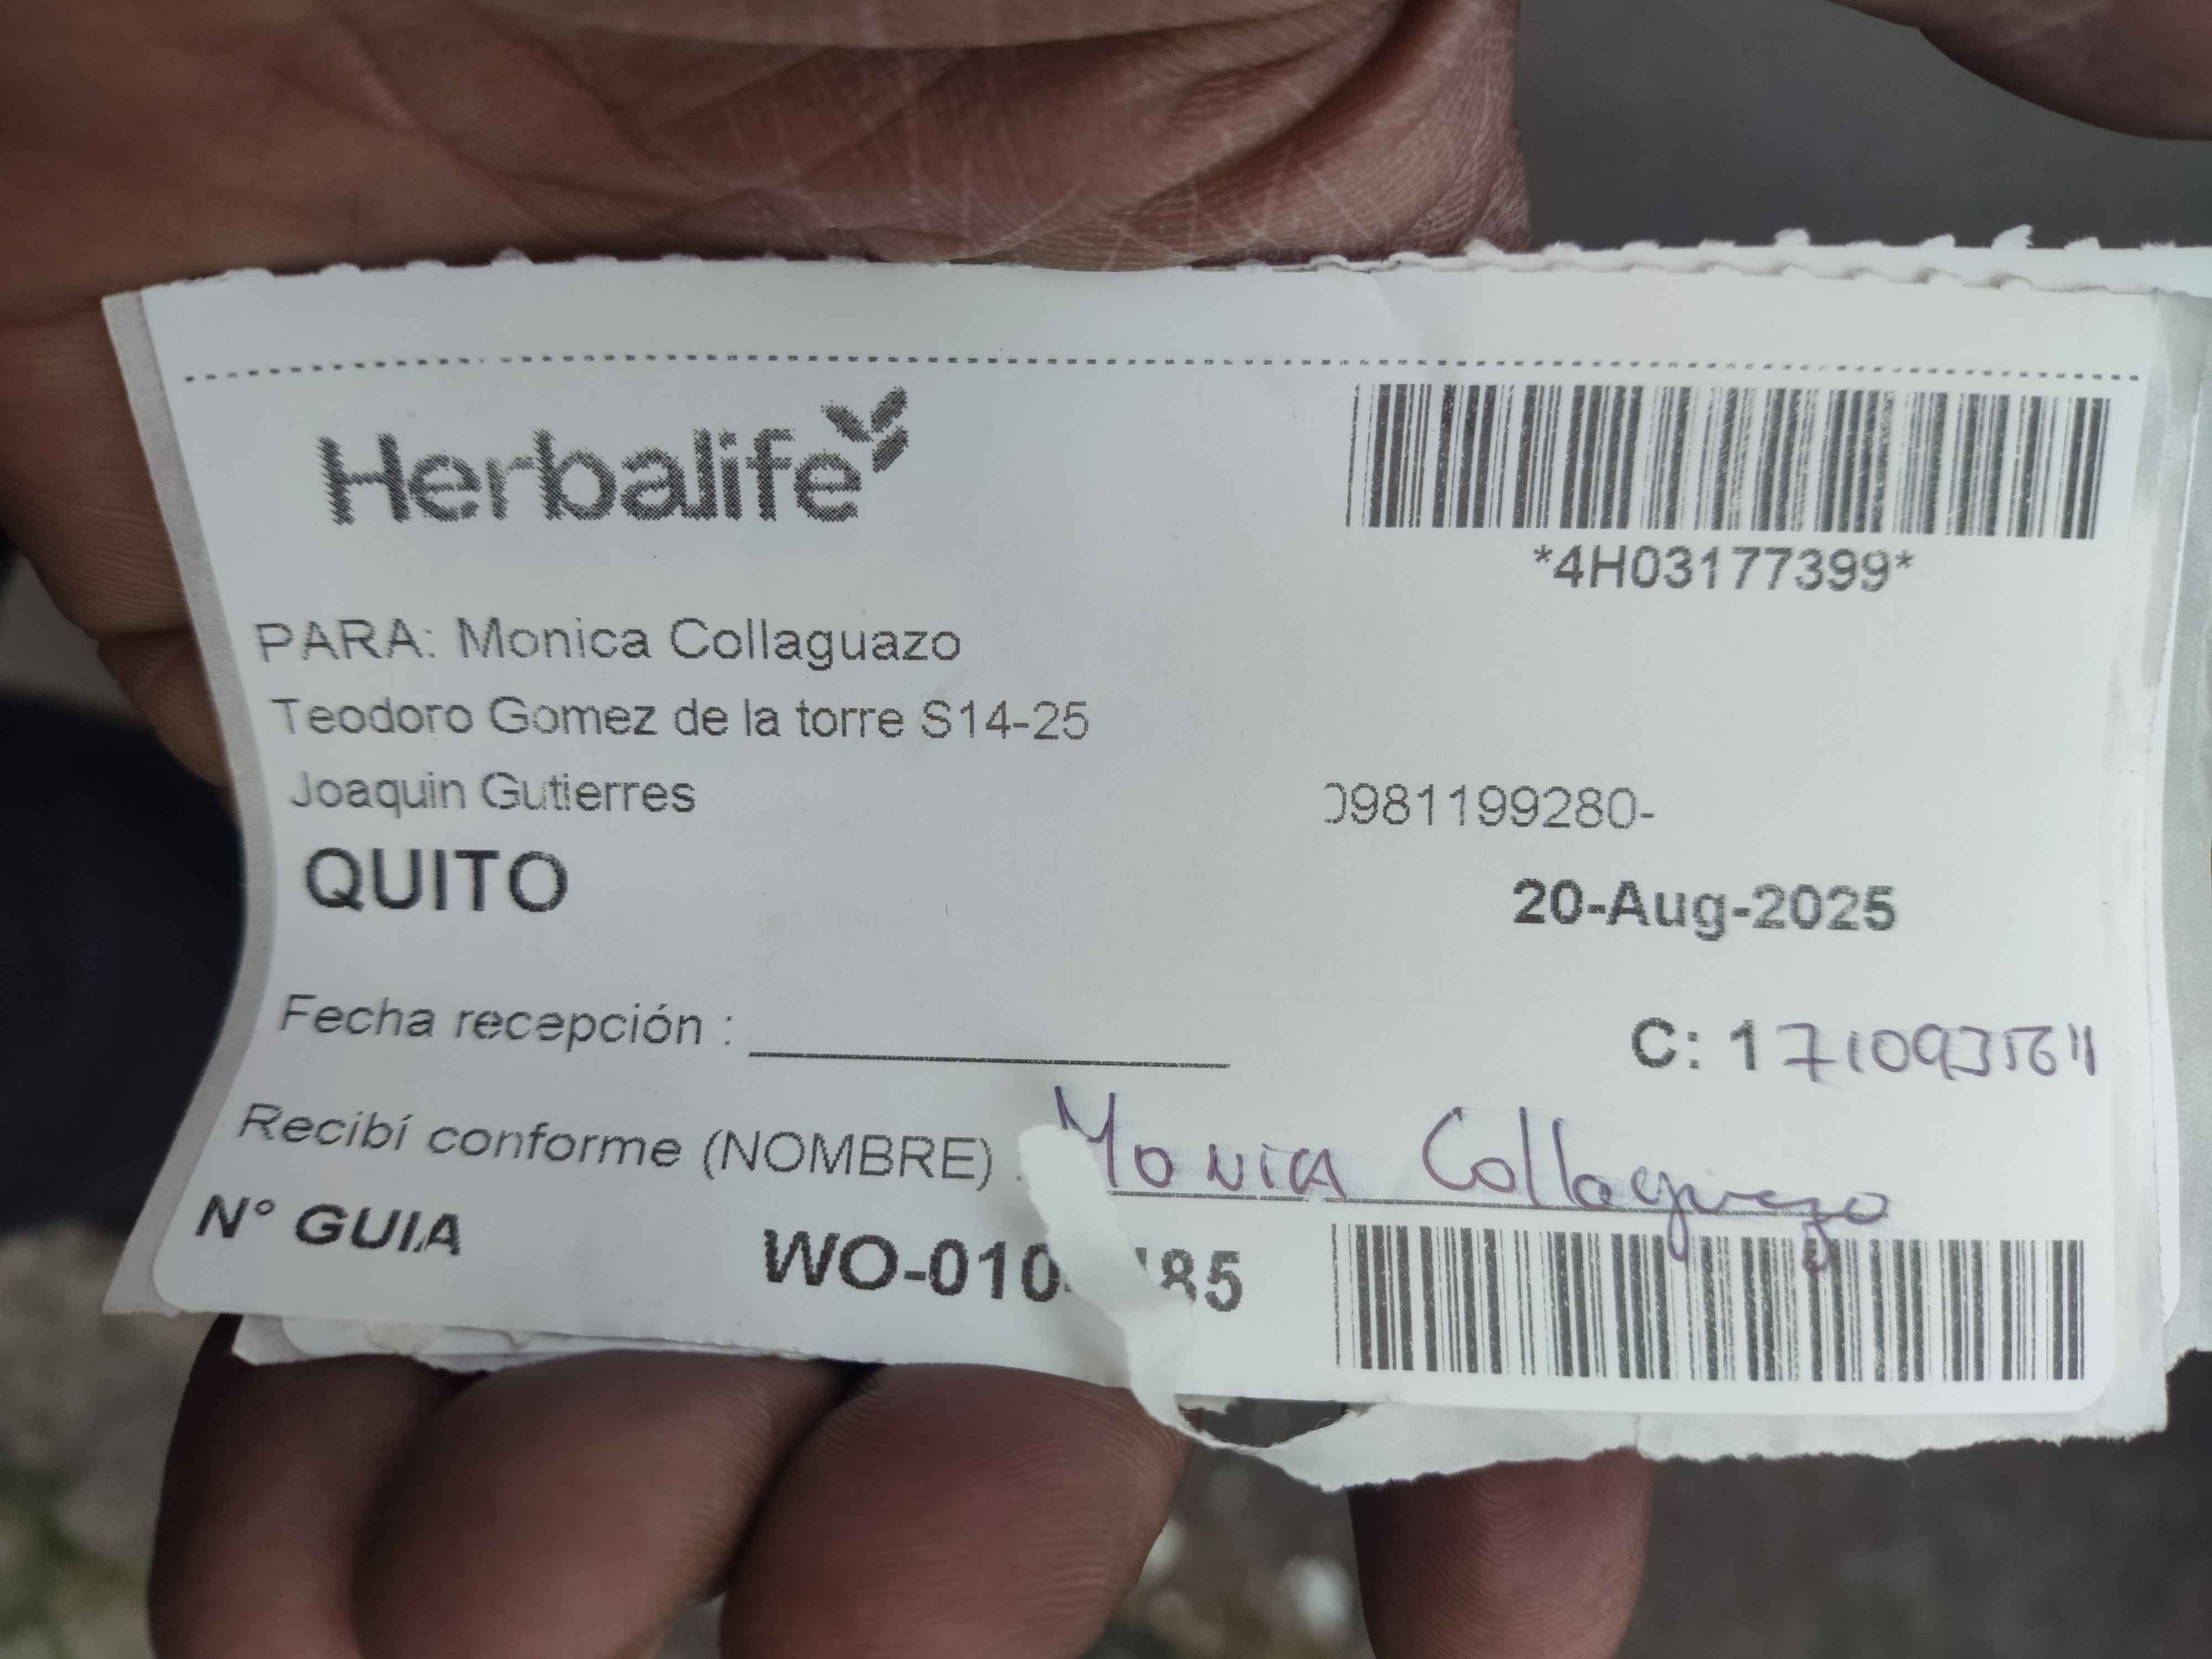 Herbalife
*4H03177399*
PARA: Monica Collaguazo
Teodoro Gomez de la torre S14-25
Joaquin Gutierres
0981199280-
QUITO
20-Aug-2025
Fecha recepción :
C: 1710935611
Recibí conforme (NOMBRE) : Monica Collaguazo
N° GUIA